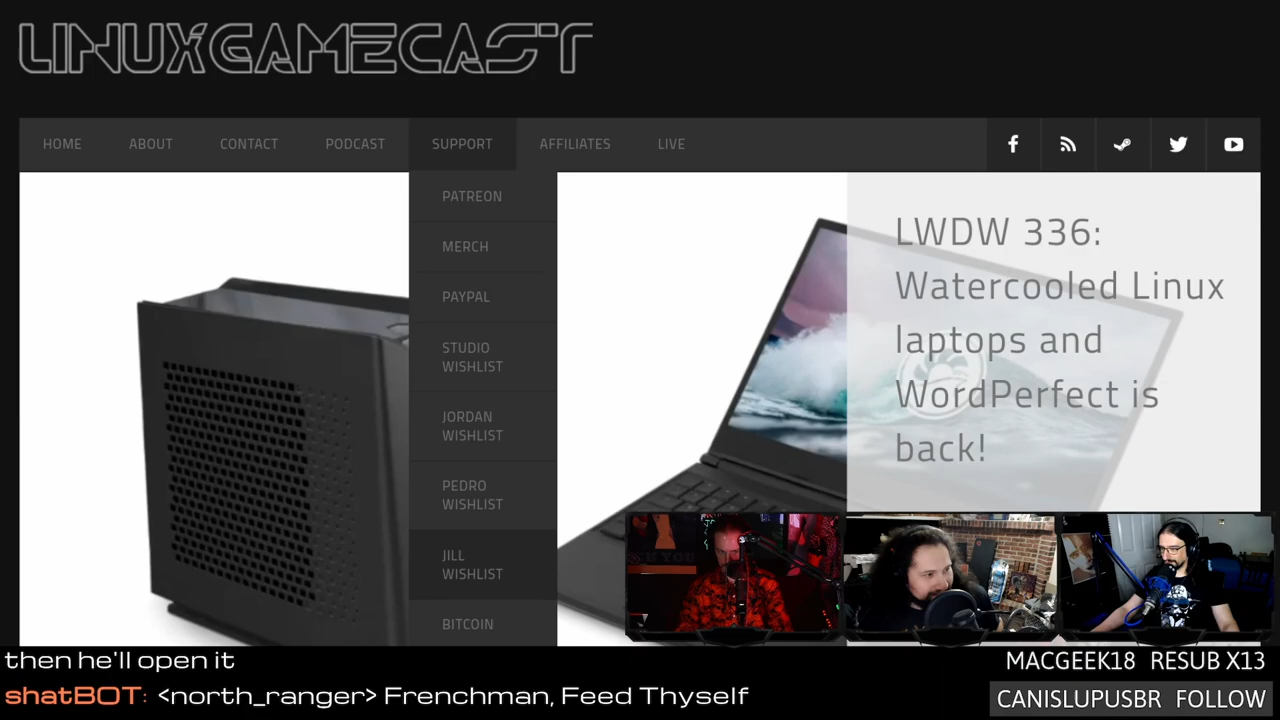 LINUXGAMECAST
HOME ABOUT CONTACT PODCAST SUPPORT AFFILIATES LIVE
PATREON
MERCH
PAYPAL
STUDIO
WISHLIST
JORDAN
WISHLIST
PEDRO
WISHLIST
JILL
WISHLIST
BITCOIN
LWDW 336:
Watercooled Linux
laptops and
WordPerfect is
back!
then he'll open it
shatBOT: <north_ranger> Frenchman, Feed Thyself
MACGEEK18 RESUB X13
CANISLUPUSBR FOLLOW